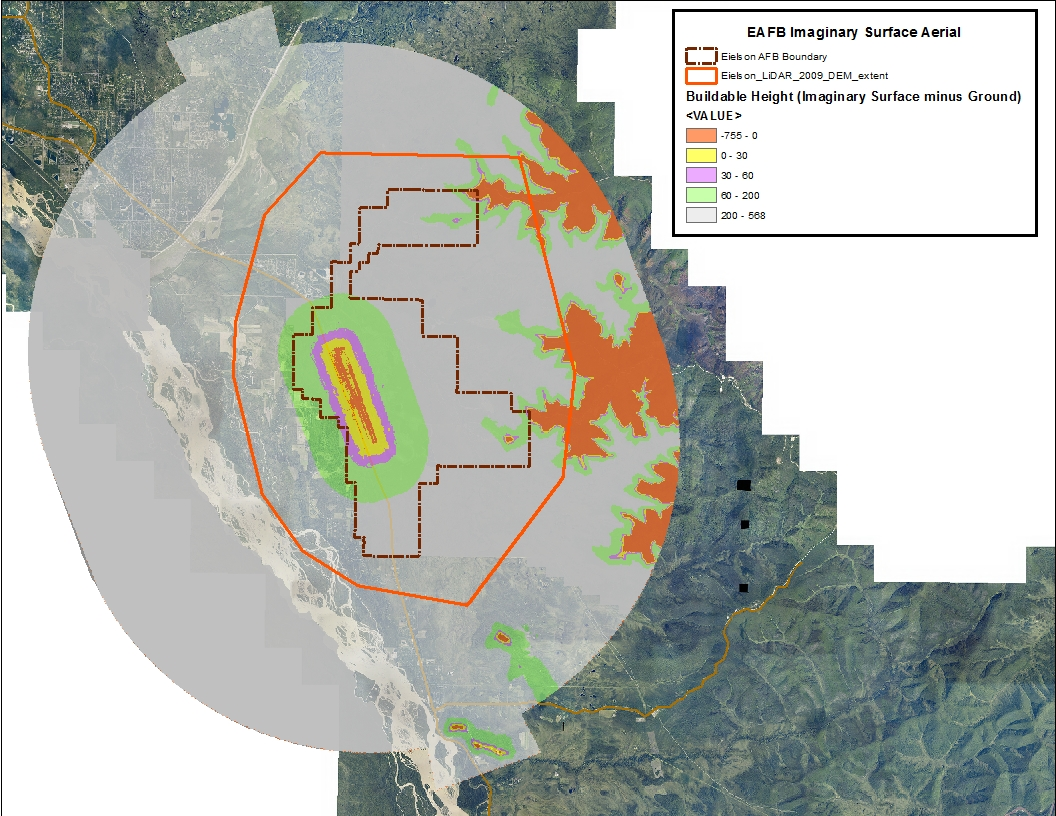 EAFB Imaginary Surface Aerial
Eielson AFB Boundary
Eielson_LiDAR_2009_DEM_extent
Buildable Height (Imaginary Surface minus Ground)
<VALUE>
-755 - 0
0 - 30
30 - 60
60 - 200
200 - 568